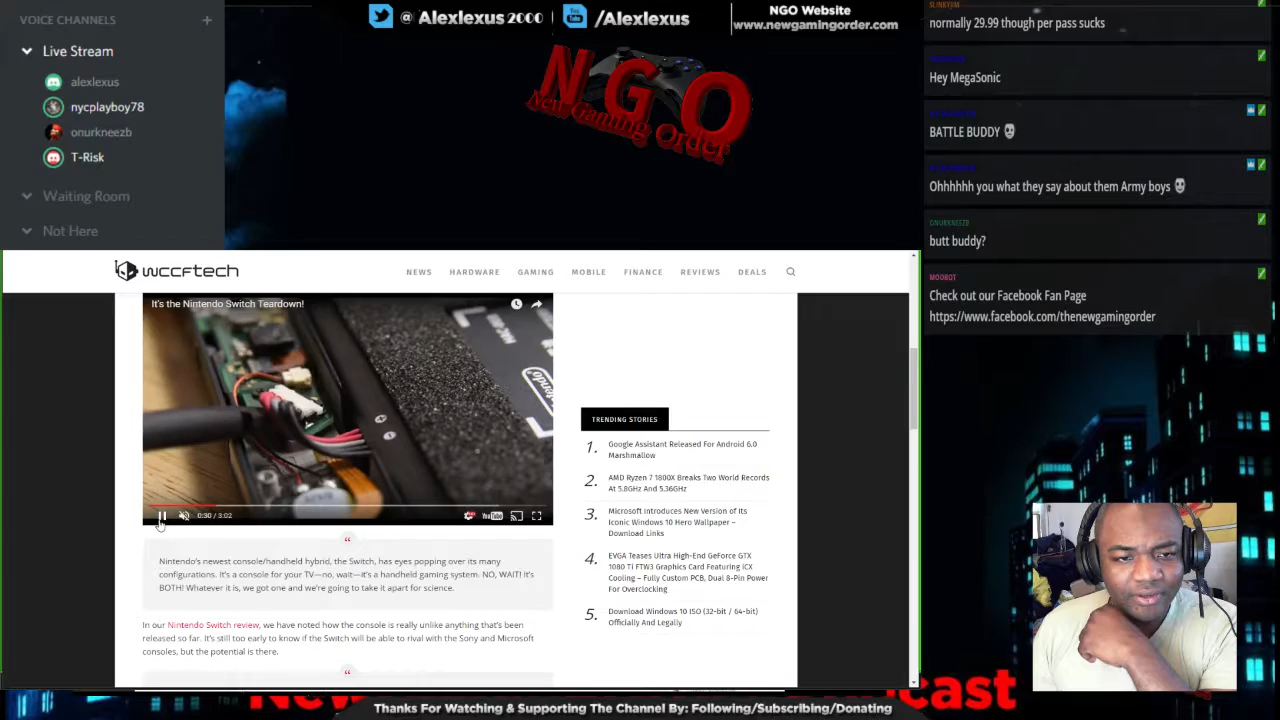 VOICE CHANNELS
Live Stream
alexlexus
nycplayboy78
onurkneezb
T-Risk
Waiting Room
Not Here
@ Alexlexus 2000
/Alexlexus
NGO Website
www.newgamingorder.com
NGO
New Gaming Order
wccftech
NEWS HARDWARE GAMING MOBILE FINANCE REVIEWS DEALS
It's the Nintendo Switch Teardown!
0:30 / 3:02
YouTube
Nintendo's newest console/handheld hybrid, the Switch, has eyes popping over its many
configurations. It's a console for your TV—no, wait—it's a handheld gaming system. NO, WAIT! It's
BOTH! Whatever it is, we got one and we're going to take it apart for science.
In our Nintendo Switch review, we have noted how the console is really unlike anything that's been
released so far. It's still too early to know if the Switch will be able to rival with the Sony and Microsoft
consoles, but the potential is there.
TRENDING STORIES
1. Google Assistant Released For Android 6.0
Marshmallow
2. AMD Ryzen 7 1800X Breaks Two World Records
At 5.8GHz And 5.36GHz
3. Microsoft Introduces New Version of Its
Iconic Windows 10 Hero Wallpaper –
Download Links
4. EVGA Teases Ultra High-End GeForce GTX
1080 Ti FTW3 Graphics Card Featuring iCX
Cooling – Fully Custom PCB, Dual 8-Pin Power
For Overclocking
5. Download Windows 10 ISO (32-bit / 64-bit)
Officially And Legally
SLINKYJIM
normally 29.99 though per pass sucks
Hey MegaSonic
BATTLE BUDDY
Ohhhhhh you what they say about them Army boys
ONURKNEEZB
butt buddy?
MOOBOT
Check out our Facebook Fan Page
https://www.facebook.com/thenewgamingorder
Thanks For Watching & Supporting The Channel By: Following/Subscribing/Donating